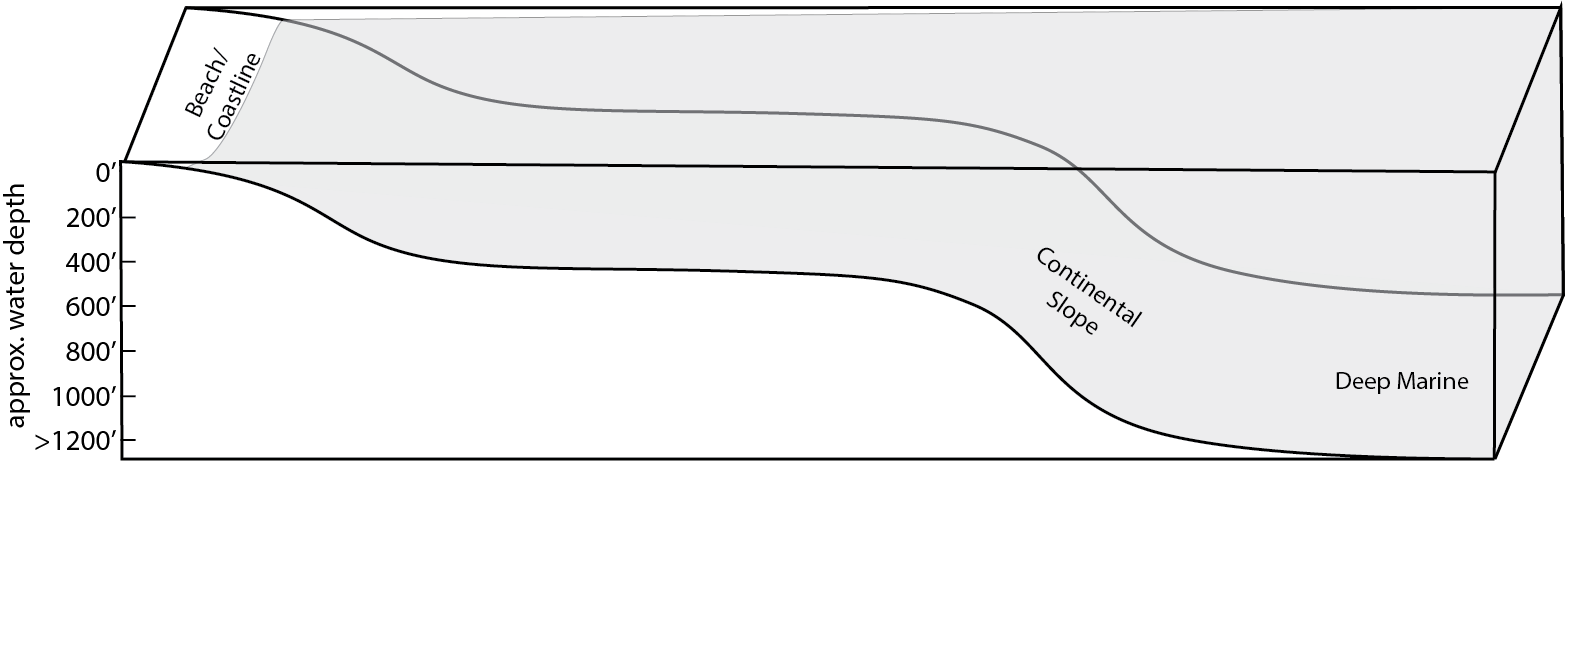 Beach/
Coastline
approx. water depth
0′
200′
400′
600′
800′
1000′
>1200′
Continental
Slope
Deep Marine